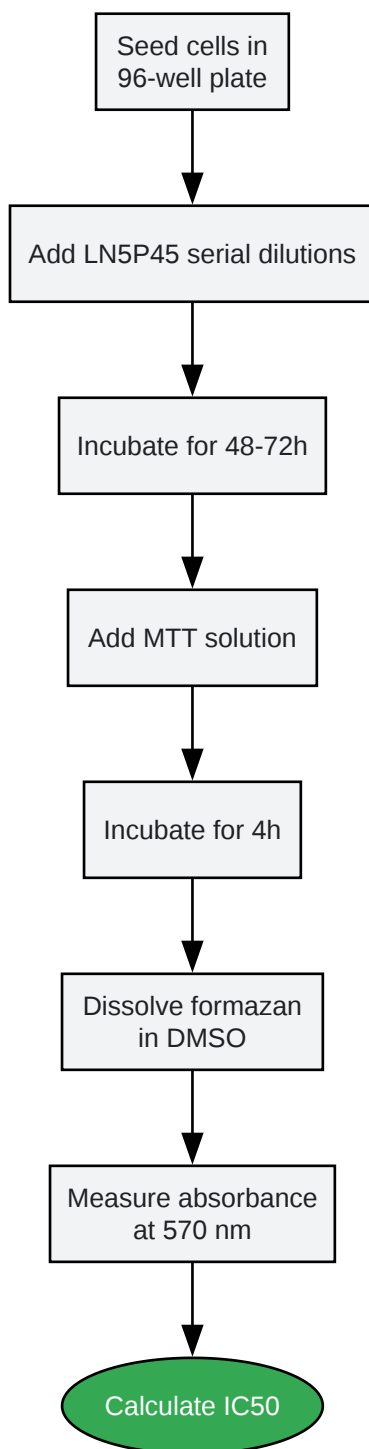 Seed cells in
96-well plate
Add LN5P45 serial dilutions
Incubate for 48-72h
Add MTT solution
Incubate for 4h
Dissolve formazan
in DMSO
Measure absorbance
at 570 nm
Calculate IC50